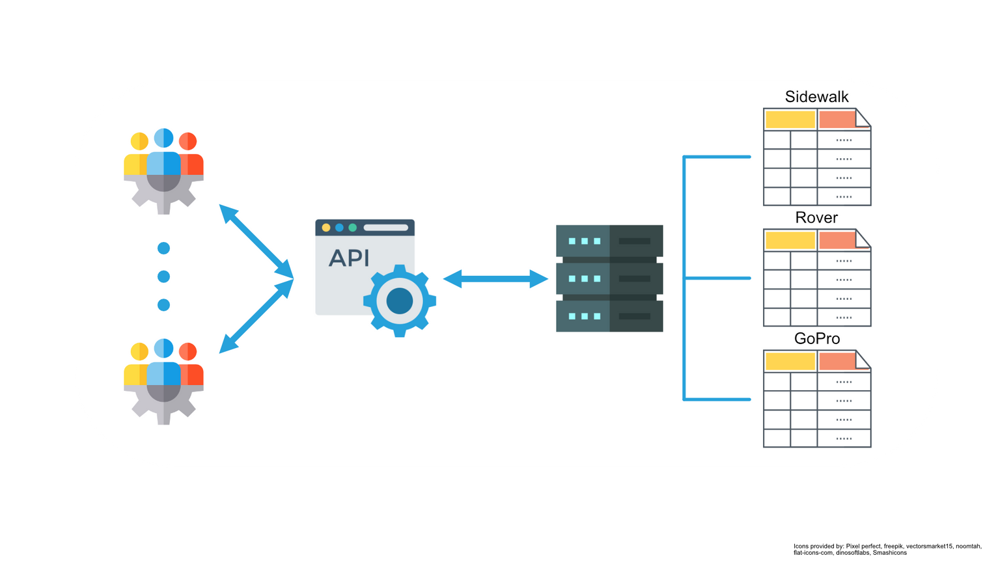 Sidewalk
API
Rover
GoPro
Icons provided by: Pixel perfect, freepik, vectorsmarket15, noomtah,
flat-icons-com, dinosoftlabs, Smashicons